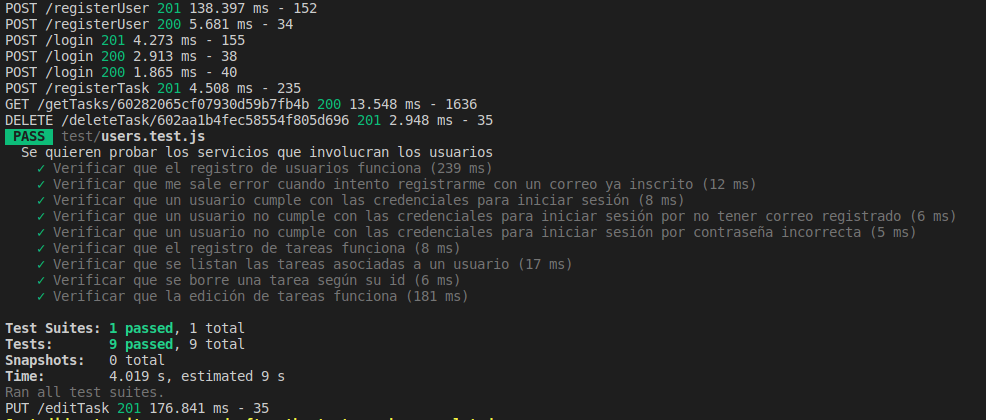 POST /registerUser 201 138.397 ms - 152
POST /registerUser 200 5.681 ms - 34
POST /login 201 4.273 ms - 155
POST /login 200 2.913 ms - 38
POST /login 200 1.865 ms - 40
POST /registerTask 201 4.508 ms - 235
GET /getTasks/60282065cf07930d59b7fb4b 200 13.548 ms - 1636
DELETE /deleteTask/602aa1b4fec58554f805d696 201 2.948 ms - 35
PASS test/users.test.js
Se quieren probar los servicios que involucran los usuarios
✓ Verificar que el registro de usuarios funciona (239 ms)
✓ Verificar que me sale error cuando intento registrarme con un correo ya inscrito (12 ms)
✓ Verificar que un usuario cumple con las credenciales para iniciar sesión (8 ms)
✓ Verificar que un usuario no cumple con las credenciales para iniciar sesión por no tener correo registrado (6 ms)
✓ Verificar que un usuario no cumple con las credenciales para iniciar sesión por contraseña incorrecta (5 ms)
✓ Verificar que el registro de tareas funciona (8 ms)
✓ Verificar que se listan las tareas asociadas a un usuario (17 ms)
✓ Verificar que se borre una tarea según su id (6 ms)
✓ Verificar que la edición de tareas funciona (181 ms)
Test Suites: 1 passed, 1 total
Tests: 9 passed, 9 total
Snapshots: 0 total
Time: 4.019 s, estimated 9 s
Ran all test suites.
PUT /editTask 201 176.841 ms - 35